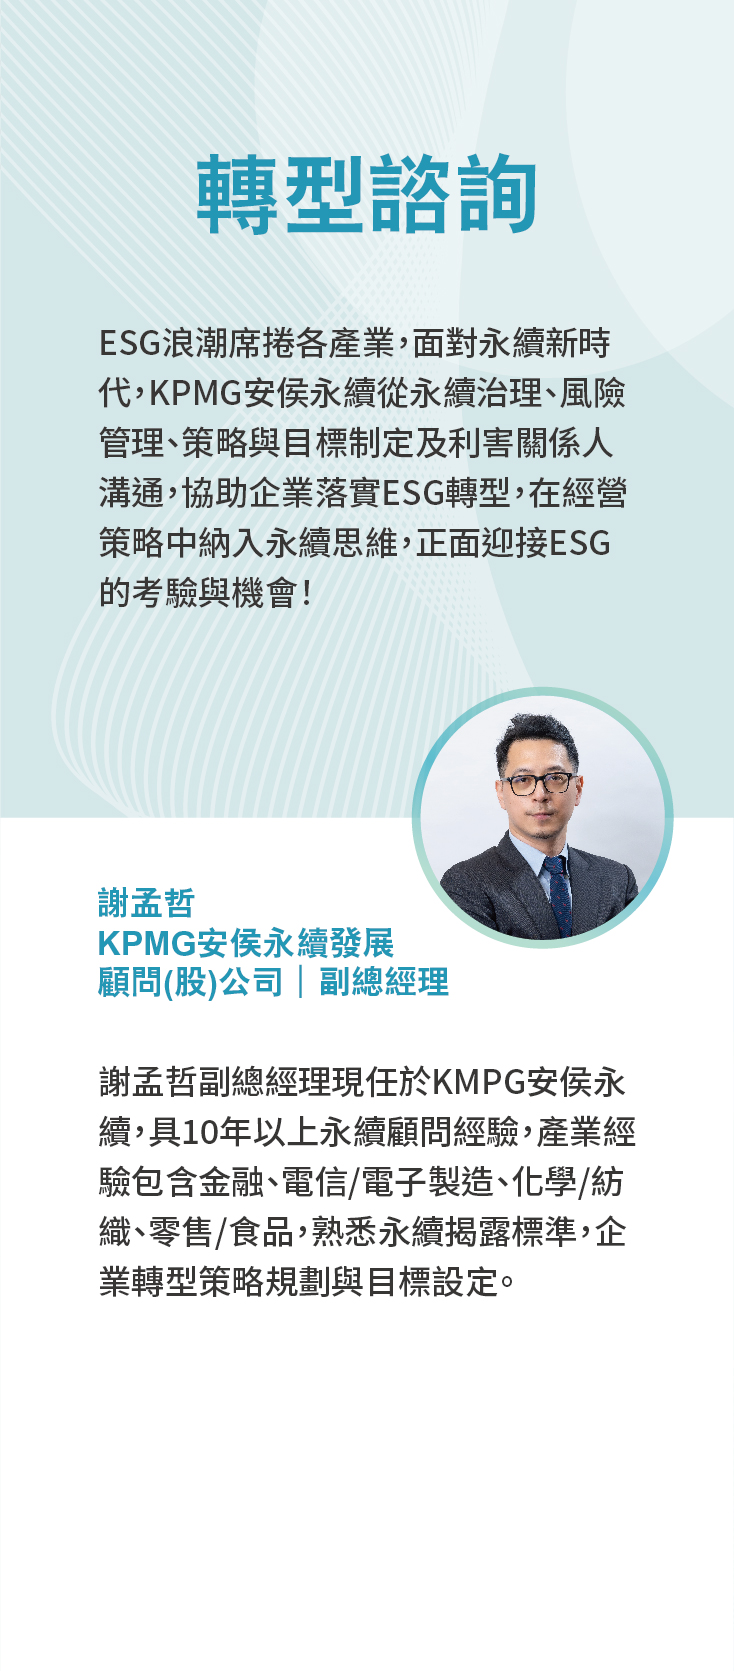 轉型諮詢
ESG浪潮席捲各產業,面對永續新時
代,KPMG安侯永續從永續治理、風險
管理、策略與目標制定及利害關係人
溝通,協助企業落實ESG轉型,在經營
策略中納入永續思維,正面迎接ESG
的考驗與機會!
謝孟哲
KPMG安侯永續發展
顧問(股)公司｜副總經理
謝孟哲副總經理現任於KMPG安侯永
續,具10年以上永續顧問經驗,產業經
驗包含金融、電信/電子製造、化學/紡
織、零售/食品,熟悉永續揭露標準,企
業轉型策略規劃與目標設定。